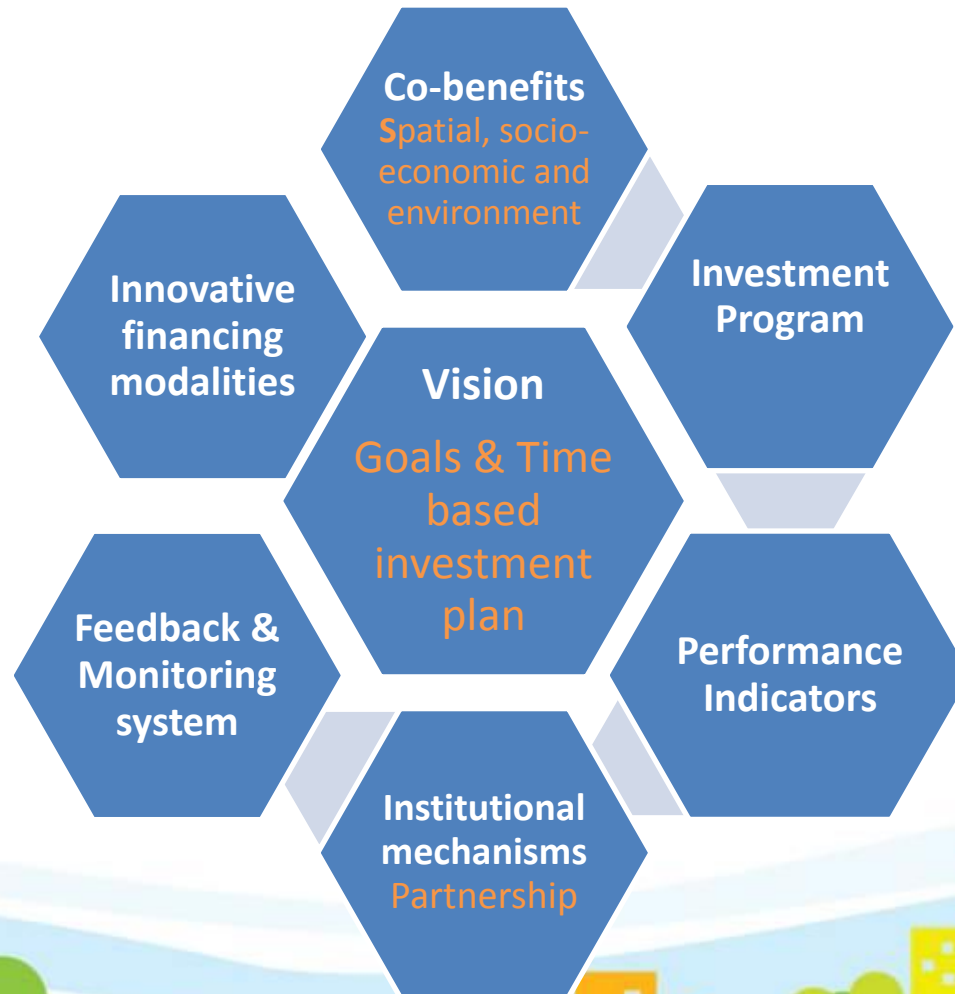 Co-benefits
Spatial, socio-
economic and
environment
Investment
Program
Innovative
financing
modalities
Vision
Goals & Time
based
investment
plan
Feedback &
Monitoring
system
Performance
Indicators
Institutional
mechanisms
Partnership